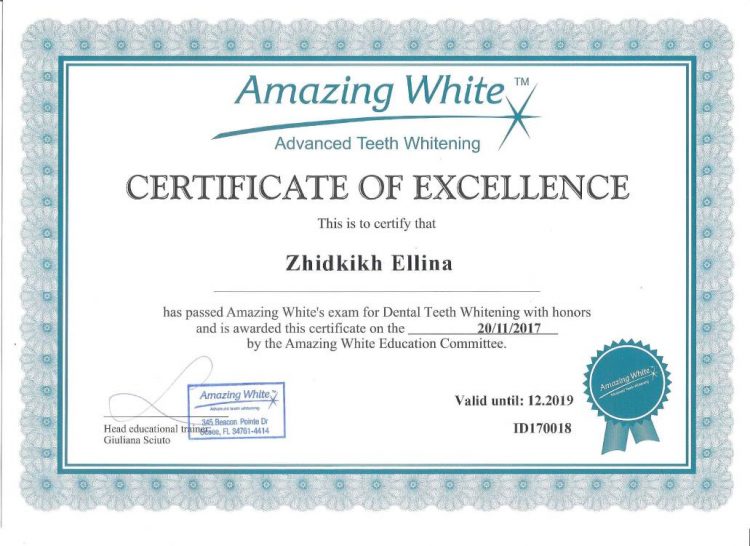 Amazing White™
Advanced Teeth Whitening
CERTIFICATE OF EXCELLENCE
This is to certify that
Zhidkikh Ellina
has passed Amazing White's exam for Dental Teeth Whitening with honors
and is awarded this certificate on the 20/11/2017
by the Amazing White Education Committee.
Amazing White
Advanced teeth whitening
345 Beacon Pointe Dr
FL 34761-4414
Head educational trainer
Giuliana Sciuto
Valid until: 12.2019
ID170018
Amazing White™
Advanced Teeth Whitening